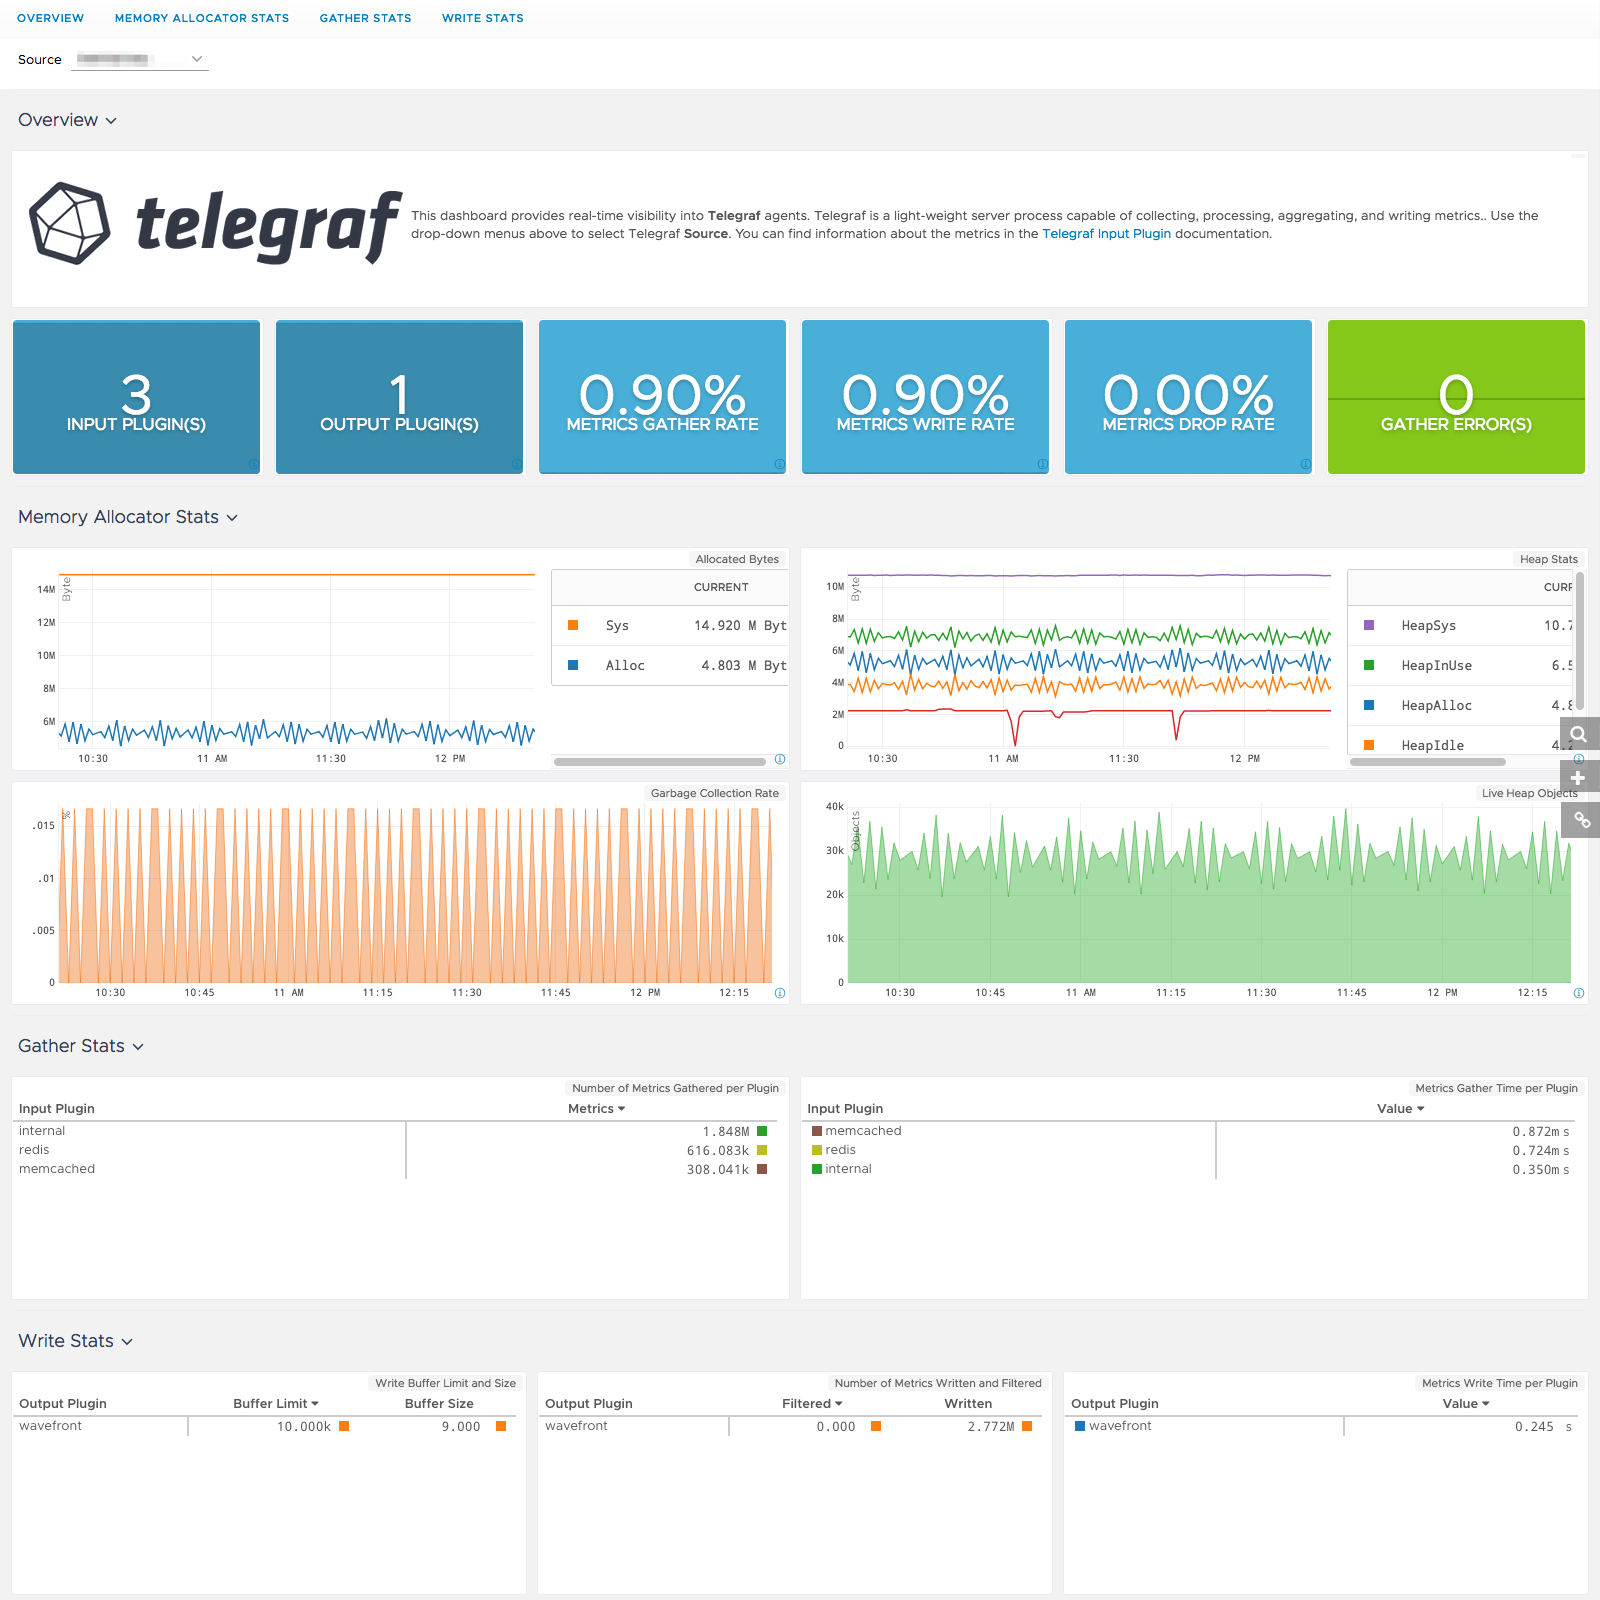 OVERVIEW MEMORY ALLOCATOR STATS GATHER STATS WRITE STATS
Source
Overview
telegraf
This dashboard provides real-time visibility into Telegraf agents. Telegraf is a light-weight server process capable of collecting, processing, aggregating, and writing metrics.. Use the
drop-down menus above to select Telegraf Source. You can find information about the metrics in the Telegraf Input Plugin documentation.
3
INPUT PLUGIN(S)
1
OUTPUT PLUGIN(S)
0.90%
METRICS GATHER RATE
0.90%
METRICS WRITE RATE
0.00%
METRICS DROP RATE
0
GATHER ERROR(S)
Memory Allocator Stats
Allocated Bytes
Byte
14M
12M
10M
8M
6M
10:30 11 AM 11:30 12 PM
CURRENT
Sys 14.920 M Byt
Alloc 4.803 M Byt
Heap Stats
Byte
10M
8M
6M
4M
2M
0
10:30 11 AM 11:30 12 PM
CURR
HeapSys 10.7
HeapInUse 6.5
HeapAlloc 4.8
HeapIdle 4.2
Garbage Collection Rate
%
.015
.01
.005
0
10:30 10:45 11 AM 11:15 11:30 11:45 12 PM 12:15
Live Heap Objects
Objects
40k
30k
20k
10k
0
10:30 10:45 11 AM 11:15 11:30 11:45 12 PM 12:15
Gather Stats
Number of Metrics Gathered per Plugin
Input Plugin Metrics
internal 1.848M
redis 616.083k
memcached 308.041k
Metrics Gather Time per Plugin
Input Plugin Value
memcached 0.872m s
redis 0.724m s
internal 0.350m s
Write Stats
Write Buffer Limit and Size
Output Plugin Buffer Limit Buffer Size
wavefront 10.000k 9.000
Number of Metrics Written and Filtered
Output Plugin Filtered Written
wavefront 0.000 2.772M
Metrics Write Time per Plugin
Output Plugin Value
wavefront 0.245 s